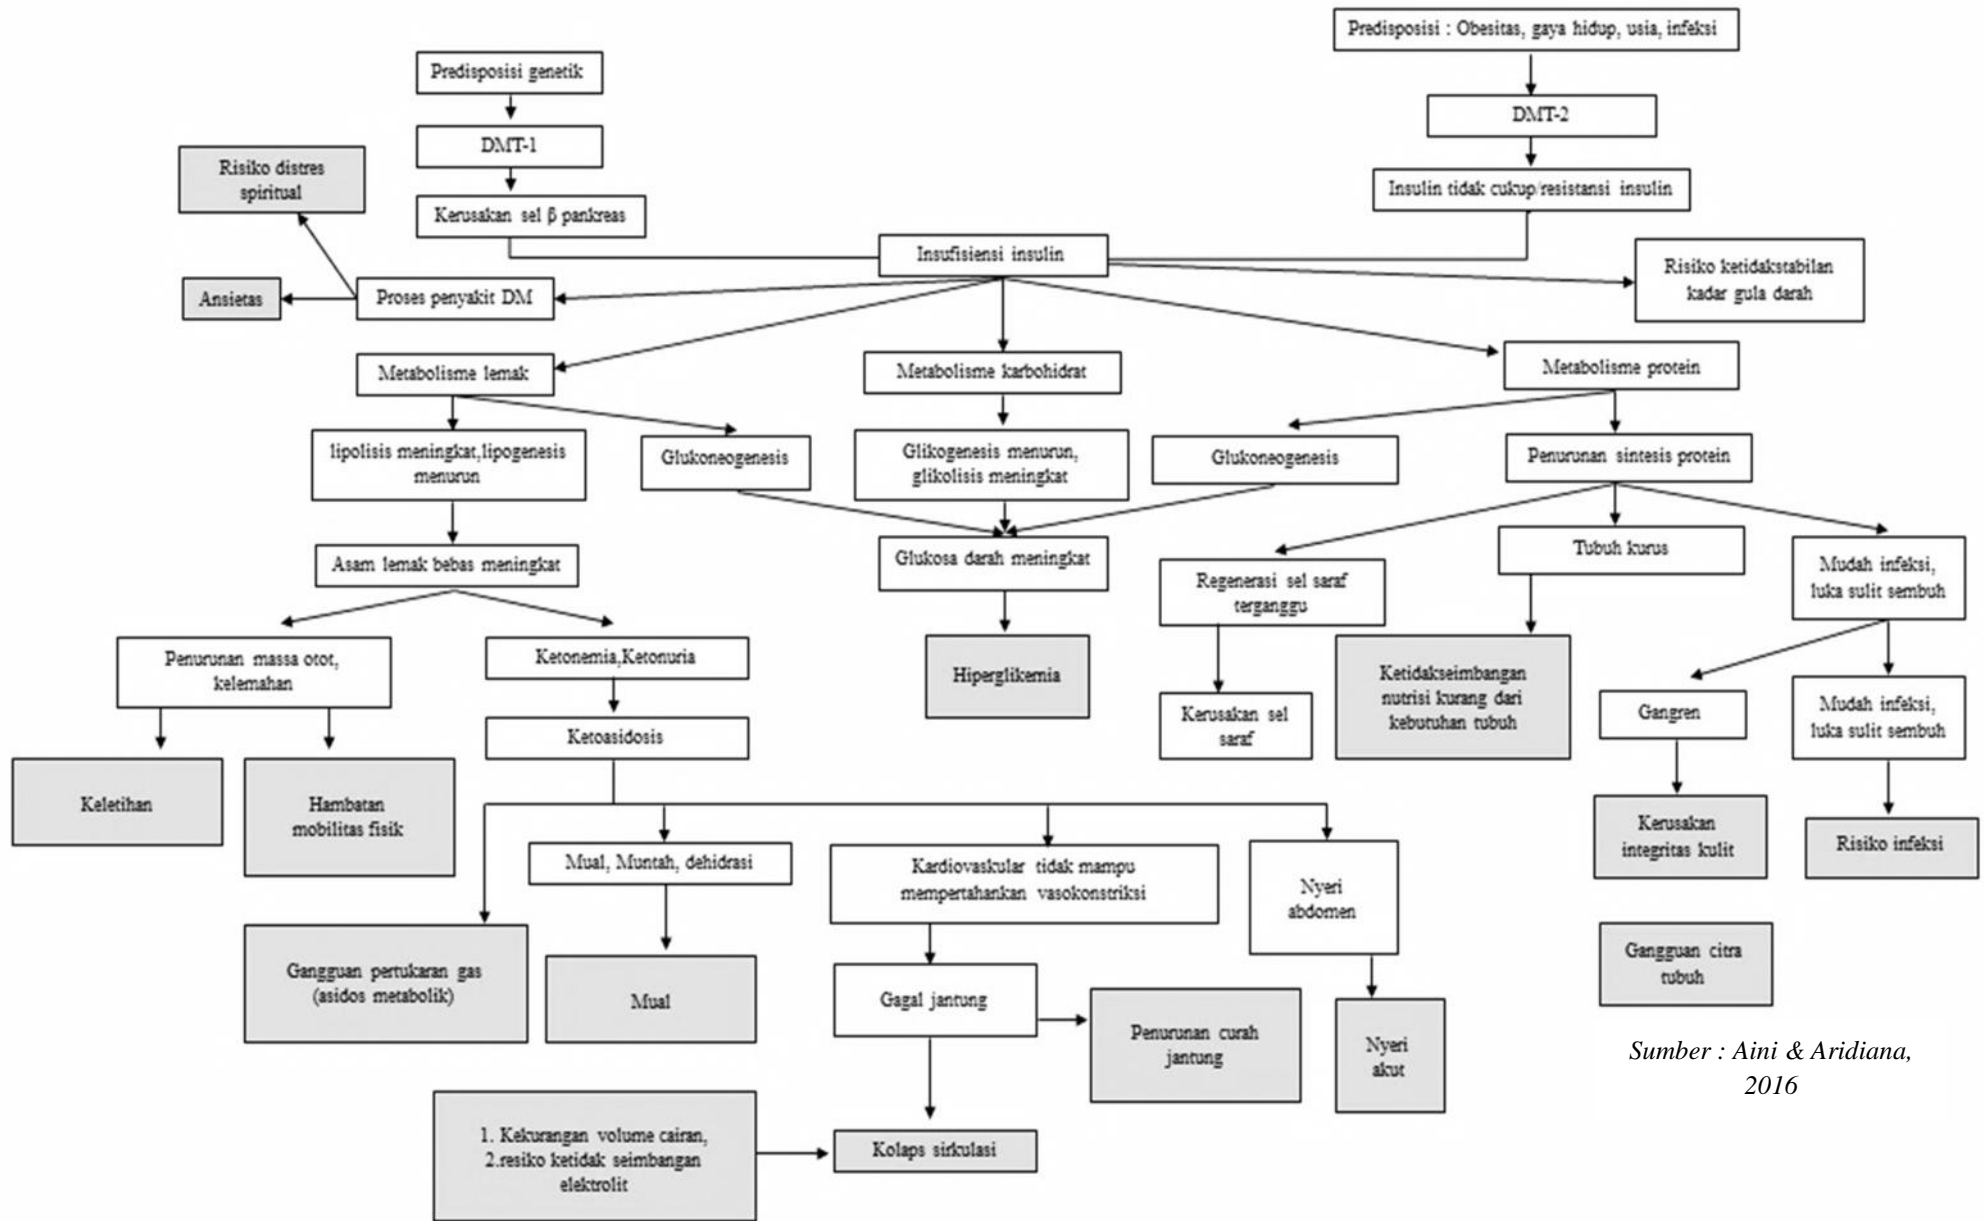 Predisposisi : Obesitas, gaya hidup, usia, infeksi
Predisposisi genetik
DMT-2
DMT-1
Risiko distres
spiritual
Insulin tidak cukup/resistansi insulin
Kerusakan sel β pankreas
Insufisiensi insulin
Risiko ketidakstabilan
kadar gula darah
Ansietas
Proses penyakit DM
Metabolisme lemak
Metabolisme karbohidrat
Metabolisme protein
lipolisis meningkat,lipogenesis
menurun
Glukoneogenesis
Glikogenesis menurun,
glikolisis meningkat
Glukoneogenesis
Penurunan sintesis protein
Asam lemak bebas meningkat
Glukosa darah meningkat
Regenerasi sel saraf
terganggu
Tubuh kurus
Mudah infeksi,
luka sulit sembuh
Penurunan massa otot,
kelemahan
Ketonemia,Ketonuria
Hiperglikemia
Kerusakan sel
saraf
Ketidakseimbangan
nutrisi kurang dari
kebutuhan tubuh
Gangren
Mudah infeksi,
luka sulit sembuh
Ketoasidosis
Keletihan
Hambatan
mobilitas fisik
Kerusakan
integritas kulit
Risiko infeksi
Mual, Muntah, dehidrasi
Kardiovaskular tidak mampu
mempertahankan vasokonstriksi
Nyeri
abdomen
Gangguan pertukaran gas
(asidos metabolik)
Mual
Gagal jantung
Penurunan curah
jantung
Nyeri
akut
Gangguan citra
tubuh
Sumber : Aini & Aridiana,
2016
1. Kekurangan volume cairan,
2.resiko ketidak seimbangan
elektrolit
Kolaps sirkulasi